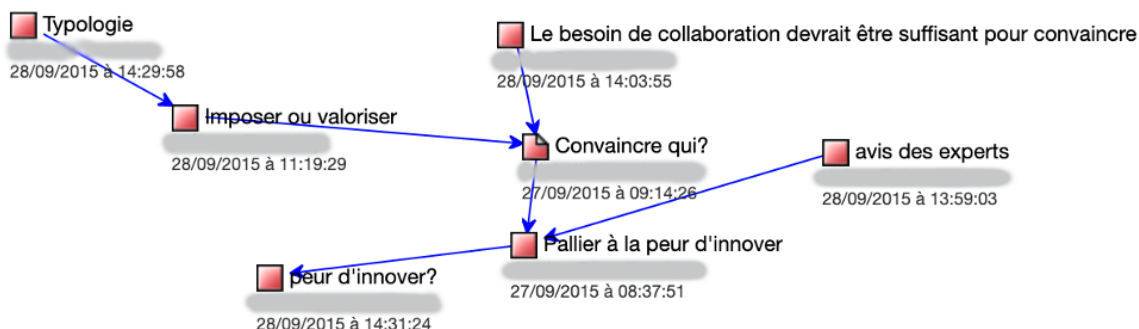 Typologie
28/09/2015 à 14:29:58
Le besoin de collaboration devrait être suffisant pour convaincre
28/09/2015 à 14:03:55
Imposer ou valoriser
28/09/2015 à 11:19:29
Convaincre qui?
27/09/2015 à 09:14:26
avis des experts
28/09/2015 à 13:59:03
Pallier à la peur d'innover
27/09/2015 à 08:37:51
peur d'innover?
28/09/2015 à 14:31:24